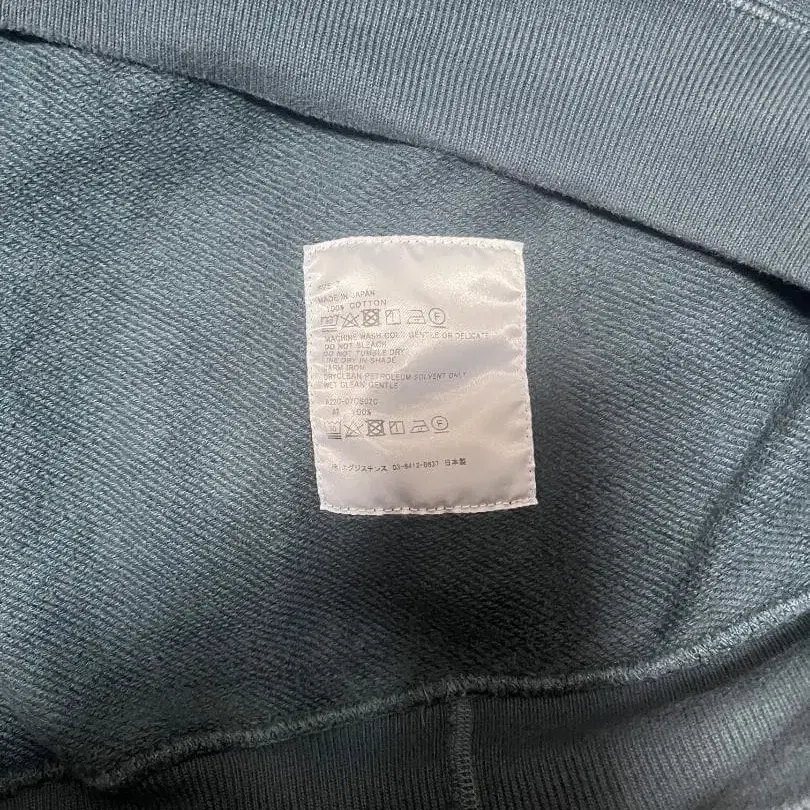 MADE IN JAPAN
100% COTTON
MACHINE WASH COLD GENTLE OR DELICATE
DO NOT BLEACH
DO NOT TUMBLE DRY
LINE DRY IN SHADE
WARM IRON
DRYCLEAN PETROLEUM SOLVENT ONLY
WET CLEAN GENTLE
100%
日本製